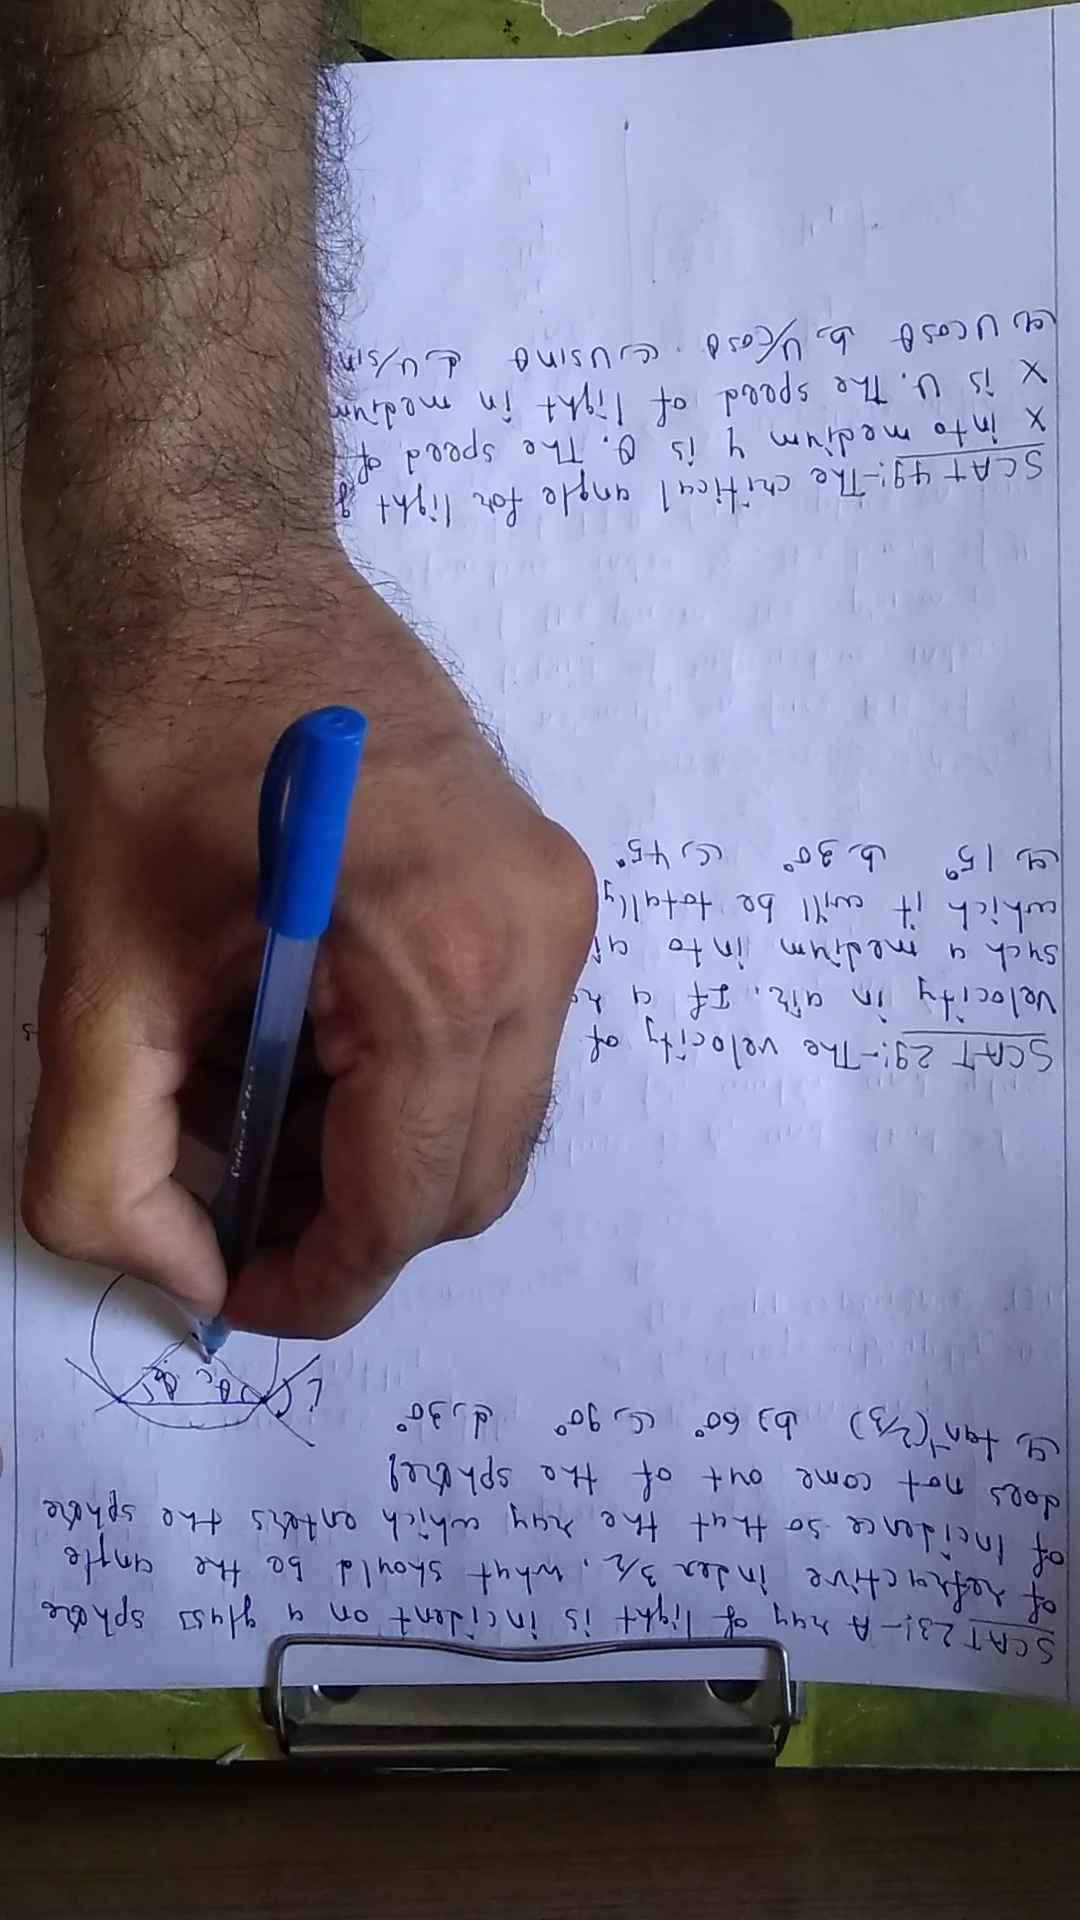 SCAT 23:- A ray of light is incident on a glass sphere
of refractive index 3/2. what should be the angle
of incidence so that the ray which enters the sphere
does not come out of the sphere?
a, tan⁻¹(2/3) b, 60° c, 90° d, 30°
i
θc
SCAT 29:- The velocity of
velocity in air. If a
such a medium into
which it will be totally
a, 15° b, 30° c, 45°
SCAT 49:- The critical angle for light
X into medium Y is θ. The speed of
X is U. The speed of light in medium
a, U cosθ b, U/cosθ c, U sinθ d, U/sin